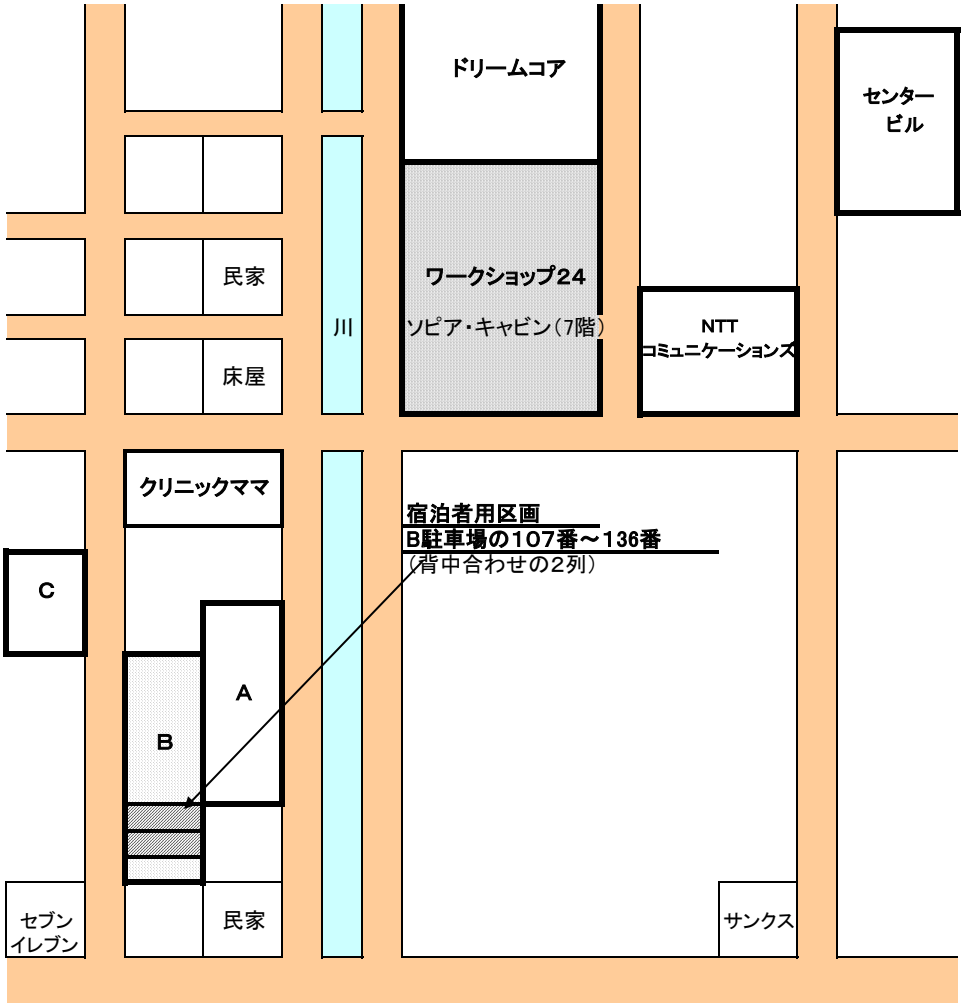 ドリームコア
センター
ビル
ワークショップ24
ソピア・キャビン(7階)
民家
川
NTT
コミュニケーションズ
床屋
クリニックママ
宿泊者用区画
B駐車場の107番～136番
(背中合わせの2列)
C
A
B
セブン
イレブン
民家
サンクス